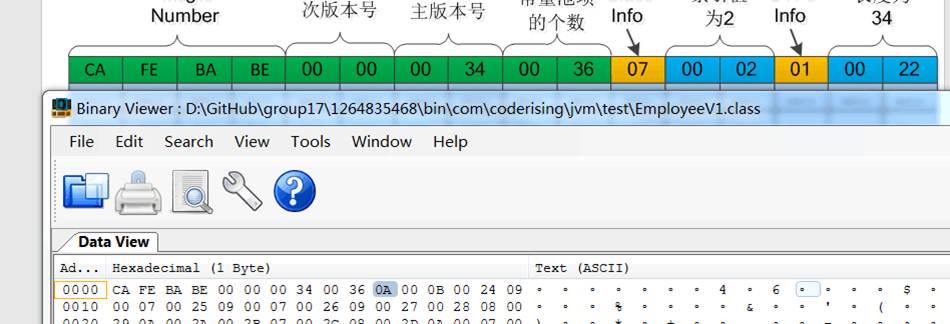 Number
次版本号
主版本号
的个数
Info
为2
Info
34
CA FE BA BE 00 00 00 34 00 36 07 00 02 01 00 22
Binary Viewer : D:\GitHub\group17\1264835468\bin\com\coderising\jvm\test\EmployeeV1.class
File Edit Search View Tools Window Help
Data View
Ad... Hexadecimal (1 Byte) Text (ASCII)
0000 CA FE BA BE 00 00 00 34 00 36 0A 00 0B 00 24 09 ∘ ∘ ∘ ∘ ∘ ∘ ∘ 4 ∘ 6 ∘ ∘ ∘ ∘ $ ∘
0010 00 07 00 25 09 00 07 00 26 09 00 27 00 28 08 00 ∘ ∘ ∘ % ∘ ∘ ∘ ∘ & ∘ ∘ ' ∘ ( ∘ ∘